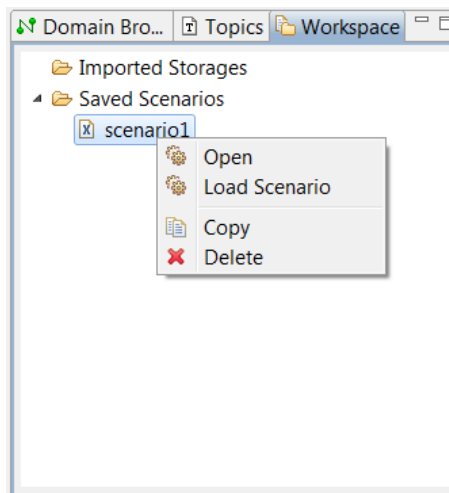 Domain Bro... Topics Workspace
Imported Storages
Saved Scenarios
scenario1
Open
Load Scenario
Copy
Delete